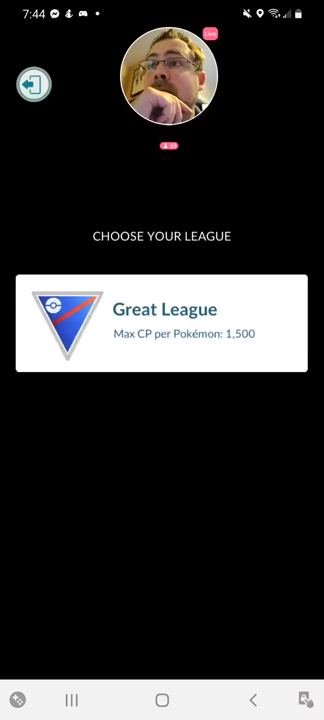 7:44
Live
CHOOSE YOUR LEAGUE
Great League
Max CP per Pokémon: 1,500